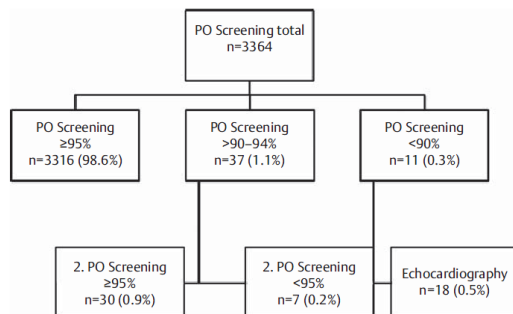 PO Screening total
n=3364
PO Screening
≥95%
n=3316 (98.6%)
PO Screening
>90–94%
n=37 (1.1%)
PO Screening
<90%
n=11 (0.3%)
2. PO Screening
≥95%
n=30 (0.9%)
2. PO Screening
<95%
n=7 (0.2%)
Echocardiography
n=18 (0.5%)